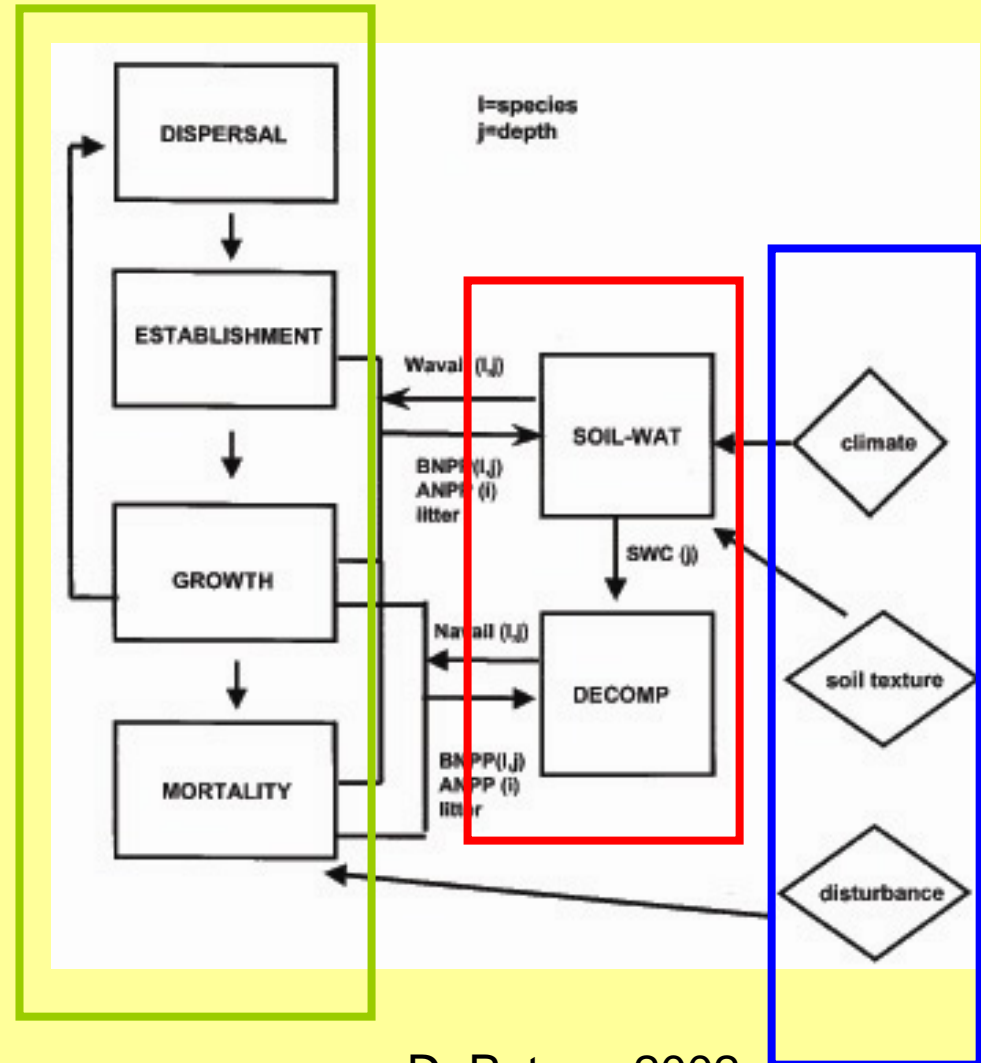 DISPERSAL
I=species
j=depth
ESTABLISHMENT
Wavail (I,j)
SOIL-WAT
climate
BNPP(I,j)
ANPP (i)
litter
SWC (j)
GROWTH
Navail (I,j)
soil texture
DECOMP
BNPP(I,j)
ANPP (i)
litter
MORTALITY
disturbance